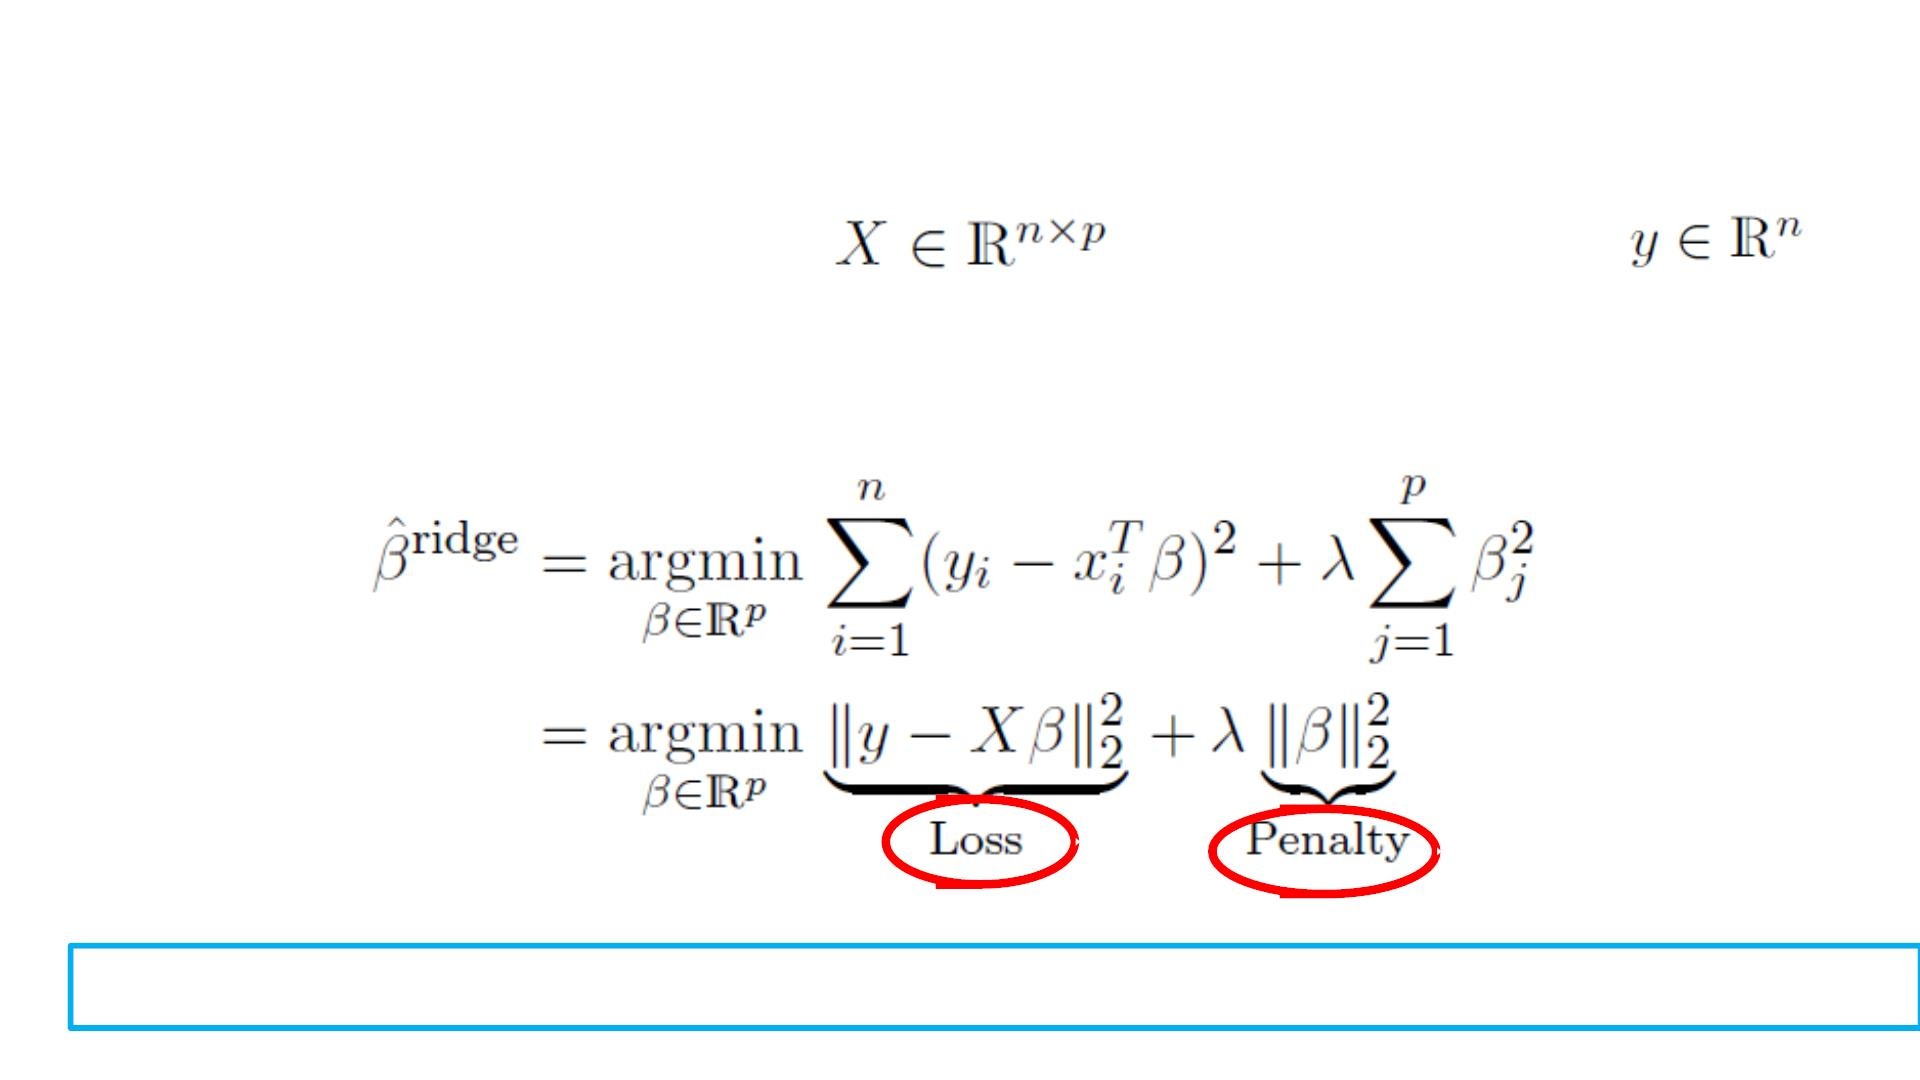 X ∈ ℝ^{n×p} y ∈ ℝ^n
β̂^{ridge} = argmin_{β∈ℝ^p} ∑_{i=1}^{n} (y_i − x_i^T β)^2 + λ ∑_{j=1}^{p} β_j^2
= argmin_{β∈ℝ^p} ‖y − Xβ‖_2^2 + λ ‖β‖_2^2
Loss Penalty